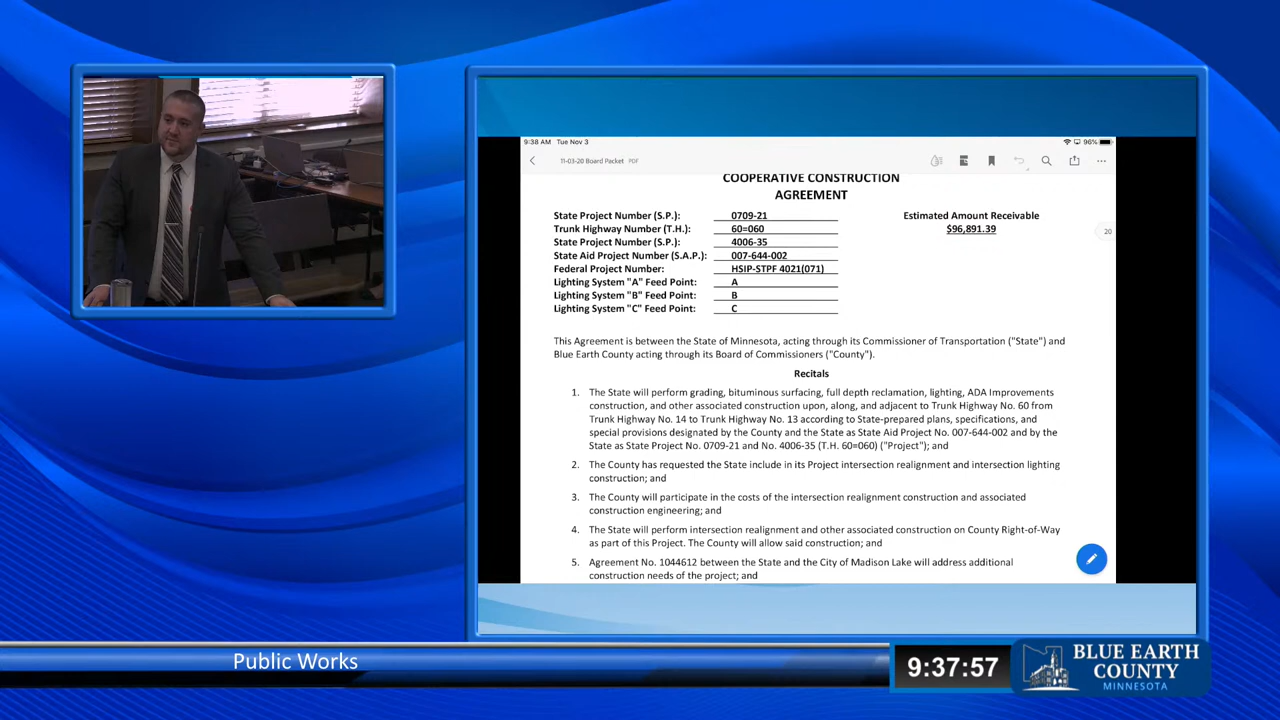 9:38 AM Tue Nov 3
96%
11-03-20 Board Packet PDF
COOPERATIVE CONSTRUCTION
AGREEMENT
State Project Number (S.P.): 0709-21
Trunk Highway Number (T.H.): 60=060
State Project Number (S.P.): 4006-35
State Aid Project Number (S.A.P.): 007-644-002
Federal Project Number: HSIP-STPF 4021(071)
Lighting System "A" Feed Point: A
Lighting System "B" Feed Point: B
Lighting System "C" Feed Point: C
Estimated Amount Receivable
$96,891.39
20
This Agreement is between the State of Minnesota, acting through its Commissioner of Transportation ("State") and
Blue Earth County acting through its Board of Commissioners ("County").
Recitals
1. The State will perform grading, bituminous surfacing, full depth reclamation, lighting, ADA Improvements
construction, and other associated construction upon, along, and adjacent to Trunk Highway No. 60 from
Trunk Highway No. 14 to Trunk Highway No. 13 according to State-prepared plans, specifications, and
special provisions designated by the County and the State as State Aid Project No. 007-644-002 and by the
State as State Project No. 0709-21 and No. 4006-35 (T.H. 60=060) ("Project"); and
2. The County has requested the State include in its Project intersection realignment and intersection lighting
construction; and
3. The County will participate in the costs of the intersection realignment construction and associated
construction engineering; and
4. The State will perform intersection realignment and other associated construction on County Right-of-Way
as part of this Project. The County will allow said construction; and
5. Agreement No. 1044612 between the State and the City of Madison Lake will address additional
construction needs of the project; and
Public Works
9:37:57
BLUE EARTH
COUNTY
MINNESOTA